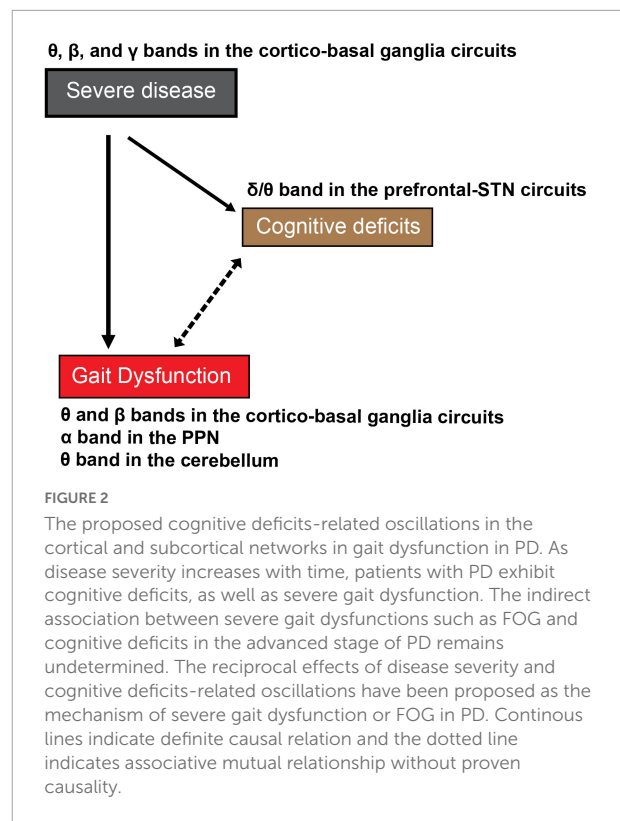 θ, β, and γ bands in the cortico-basal ganglia circuits
Severe disease
δ/θ band in the prefrontal-STN circuits
Cognitive deficits
Gait Dysfunction
θ and β bands in the cortico-basal ganglia circuits
α band in the PPN
θ band in the cerebellum
FIGURE 2
The proposed cognitive deficits-related oscillations in the
cortical and subcortical networks in gait dysfunction in PD. As
disease severity increases with time, patients with PD exhibit
cognitive deficits, as well as severe gait dysfunction. The indirect
association between severe gait dysfunctions such as FOG and
cognitive deficits in the advanced stage of PD remains
undetermined. The reciprocal effects of disease severity and
cognitive deficits-related oscillations have been proposed as the
mechanism of severe gait dysfunction or FOG in PD. Continous
lines indicate definite causal relation and the dotted line
indicates associative mutual relationship without proven
causality.